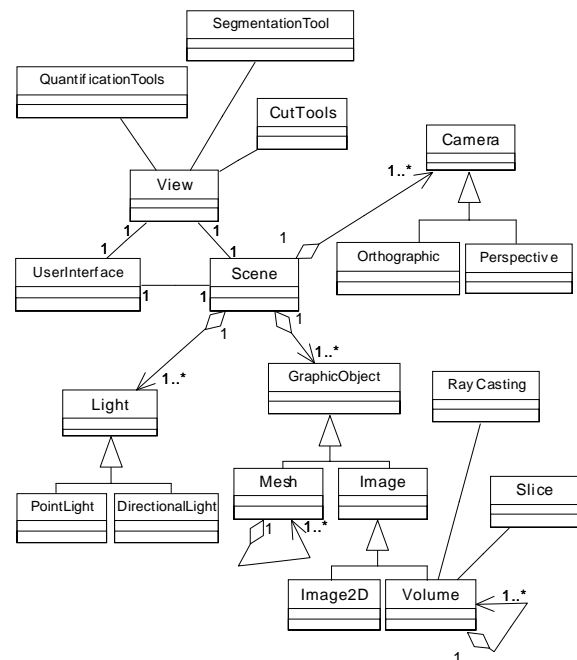 SegmentationTool
QuantificationTools
CutTools
Camera
View
1..*
1
1
1
1
1
Orthographic
Perspective
UserInterface
Scene
1
1
1
1
1..*
1..*
GraphicObject
Ray Casting
Light
Mesh
Image
Slice
PointLight
DirectionalLight
1
1..*
Image2D
Volume
1..*
1